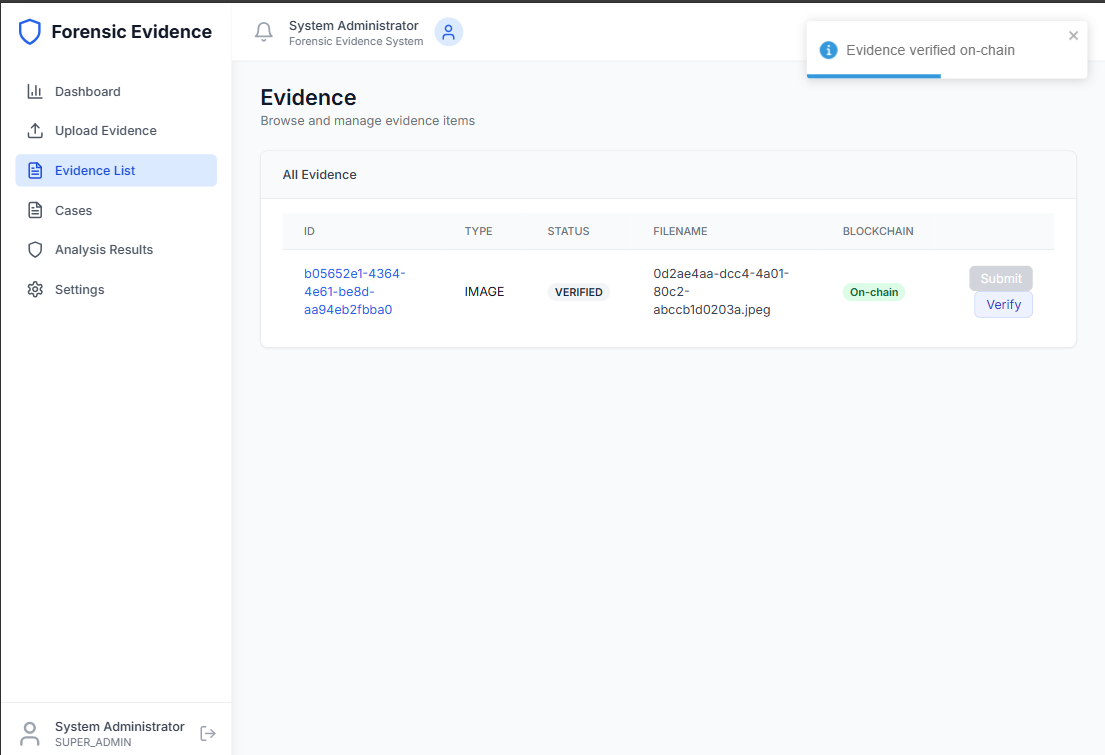 Forensic Evidence
System Administrator
Forensic Evidence System
Evidence verified on-chain
Dashboard
Upload Evidence
Evidence List
Cases
Analysis Results
Settings
Evidence
Browse and manage evidence items
All Evidence
ID TYPE STATUS FILENAME BLOCKCHAIN
b05652e1-4364-
4e61-be8d-
aa94eb2fbba0
IMAGE
VERIFIED
0d2ae4aa-dcc4-4a01-
80c2-
abccb1d0203a.jpeg
On-chain
Submit
Verify
System Administrator
SUPER_ADMIN